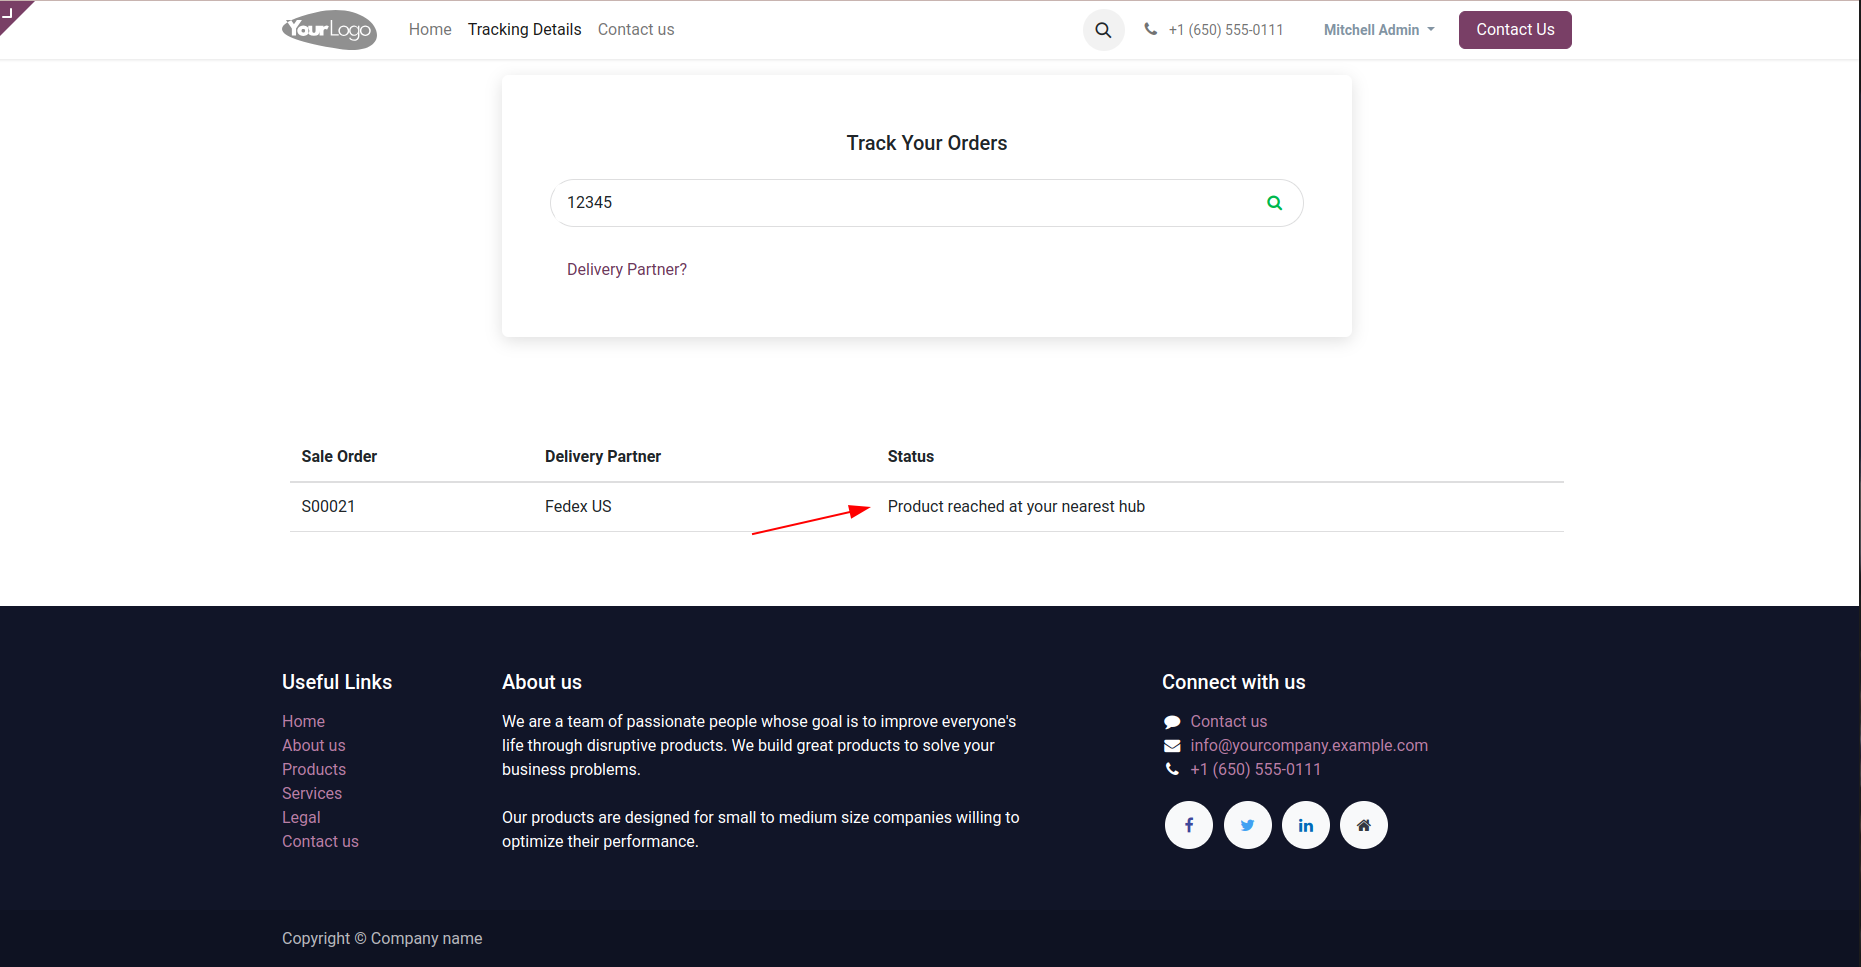 YourLogo Home Tracking Details Contact us +1 (650) 555-0111 Mitchell Admin Contact Us
Track Your Orders
12345
Delivery Partner?
Sale Order Delivery Partner Status
S00021 Fedex US Product reached at your nearest hub
Useful Links
Home
About us
Products
Services
Legal
Contact us
About us
We are a team of passionate people whose goal is to improve everyone's
life through disruptive products. We build great products to solve your
business problems.
Our products are designed for small to medium size companies willing to
optimize their performance.
Connect with us
Contact us
info@yourcompany.example.com
+1 (650) 555-0111
Copyright © Company name